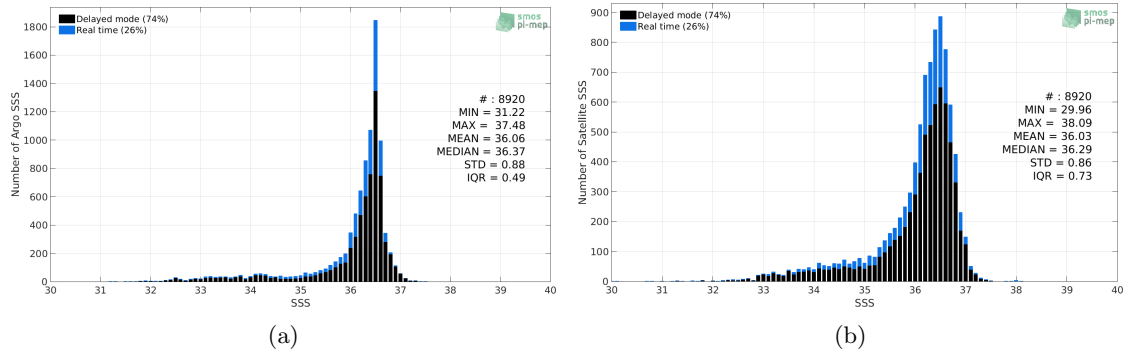 Delayed mode (74%)
Real time (26%)
smos
pi-mep
# : 8920
MIN = 31.22
MAX = 37.48
MEAN = 36.06
MEDIAN = 36.37
STD = 0.88
IQR = 0.49
Number of Argo SSS
1800
1600
1400
1200
1000
800
600
400
200
0
30 31 32 33 34 35 36 37 38 39 40
SSS
(a)
Delayed mode (74%)
Real time (26%)
smos
pi-mep
# : 8920
MIN = 29.96
MAX = 38.09
MEAN = 36.03
MEDIAN = 36.29
STD = 0.86
IQR = 0.73
Number of Satellite SSS
900
800
700
600
500
400
300
200
100
0
31 32 33 34 35 36 37 38 39 40
SSS
(b)